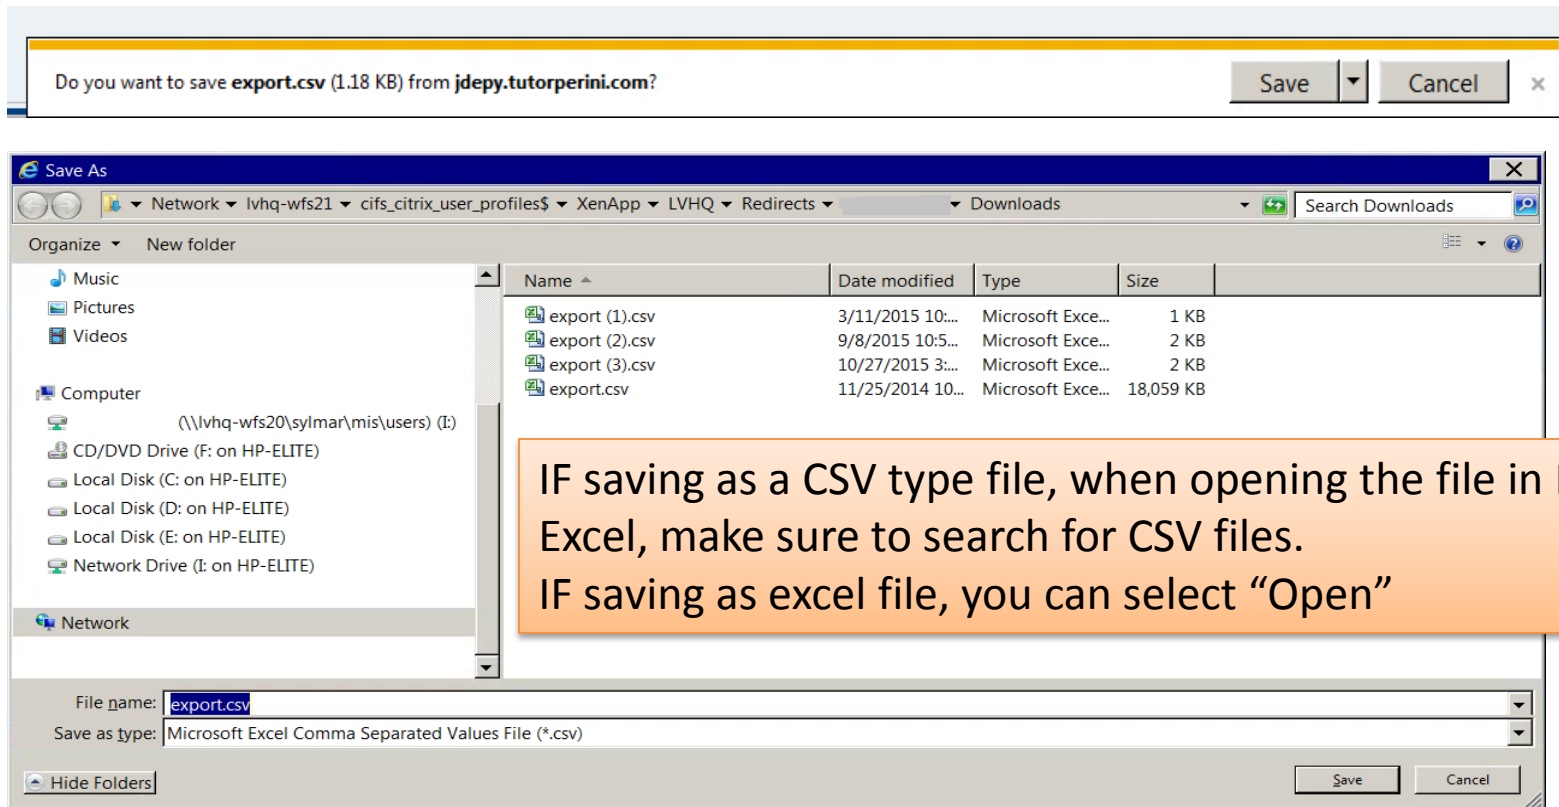 Do you want to save export.csv (1.18 KB) from jdepy.tutorperini.com?
Save
Cancel
Save As
Network lvhq-wfs21 cifs_citrix_user_profiles$ XenApp LVHQ Redirects Downloads
Search Downloads
Organize New folder
Music
Pictures
Videos
Computer
(\\lvhq-wfs20\sylmar\mis\users) (I:)
CD/DVD Drive (F: on HP-ELITE)
Local Disk (C: on HP-ELITE)
Local Disk (D: on HP-ELITE)
Local Disk (E: on HP-ELITE)
Network Drive (I: on HP-ELITE)
Network
Name Date modified Type Size
export (1).csv 3/11/2015 10:... Microsoft Exce... 1 KB
export (2).csv 9/8/2015 10:5... Microsoft Exce... 2 KB
export (3).csv 10/27/2015 3:... Microsoft Exce... 2 KB
export.csv 11/25/2014 10... Microsoft Exce... 18,059 KB
IF saving as a CSV type file, when opening the file in
Excel, make sure to search for CSV files.
IF saving as excel file, you can select “Open”
File name: export.csv
Save as type: Microsoft Excel Comma Separated Values File (*.csv)
Hide Folders
Save
Cancel